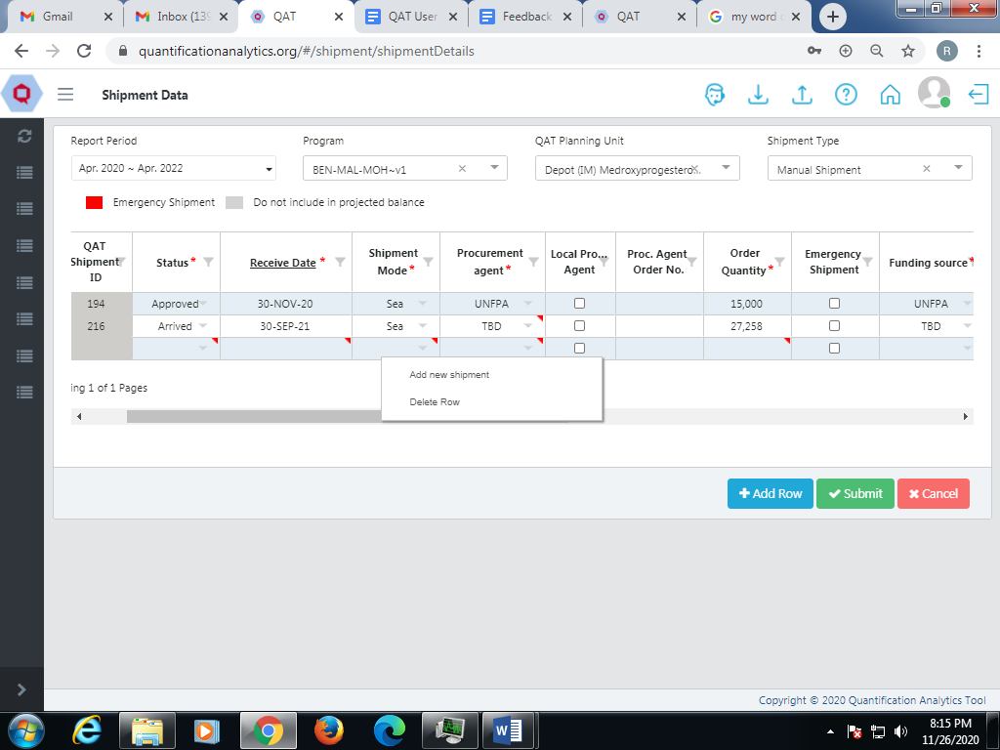 Gmail
Inbox (139
QAT
QAT User
Feedback
QAT
my word
quantificationanalytics.org/#/shipment/shipmentDetails
R
Shipment Data
Report Period
Program
QAT Planning Unit
Shipment Type
Apr. 2020 ~ Apr. 2022
BEN-MAL-MOH~v1
Depot (IM) Medroxyprogestero
Manual Shipment
Emergency Shipment
Do not include in projected balance
QAT Shipment ID
Status*
Receive Date *
Shipment Mode*
Procurement agent*
Local Pro... Agent
Proc. Agent Order No.
Order Quantity*
Emergency Shipment
Funding source*
194 Approved 30-NOV-20 Sea UNFPA 15,000 UNFPA
216 Arrived 30-SEP-21 Sea TBD 27,258 TBD
Add new shipment
ing 1 of 1 Pages
Delete Row
Add Row
Submit
Cancel
Copyright © 2020 Quantification Analytics Tool
8:15 PM
11/26/2020